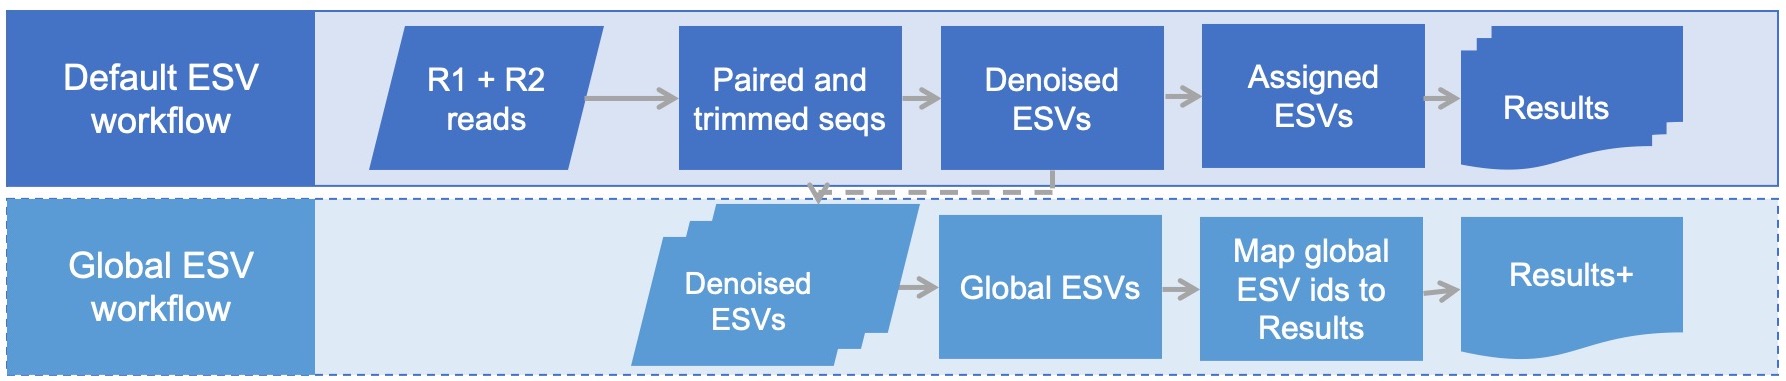 Default ESV
workflow
R1 + R2
reads
Paired and
trimmed seqs
Denoised
ESVs
Assigned
ESVs
Results
Global ESV
workflow
Denoised
ESVs
Global ESVs
Map global
ESV ids to
Results
Results+